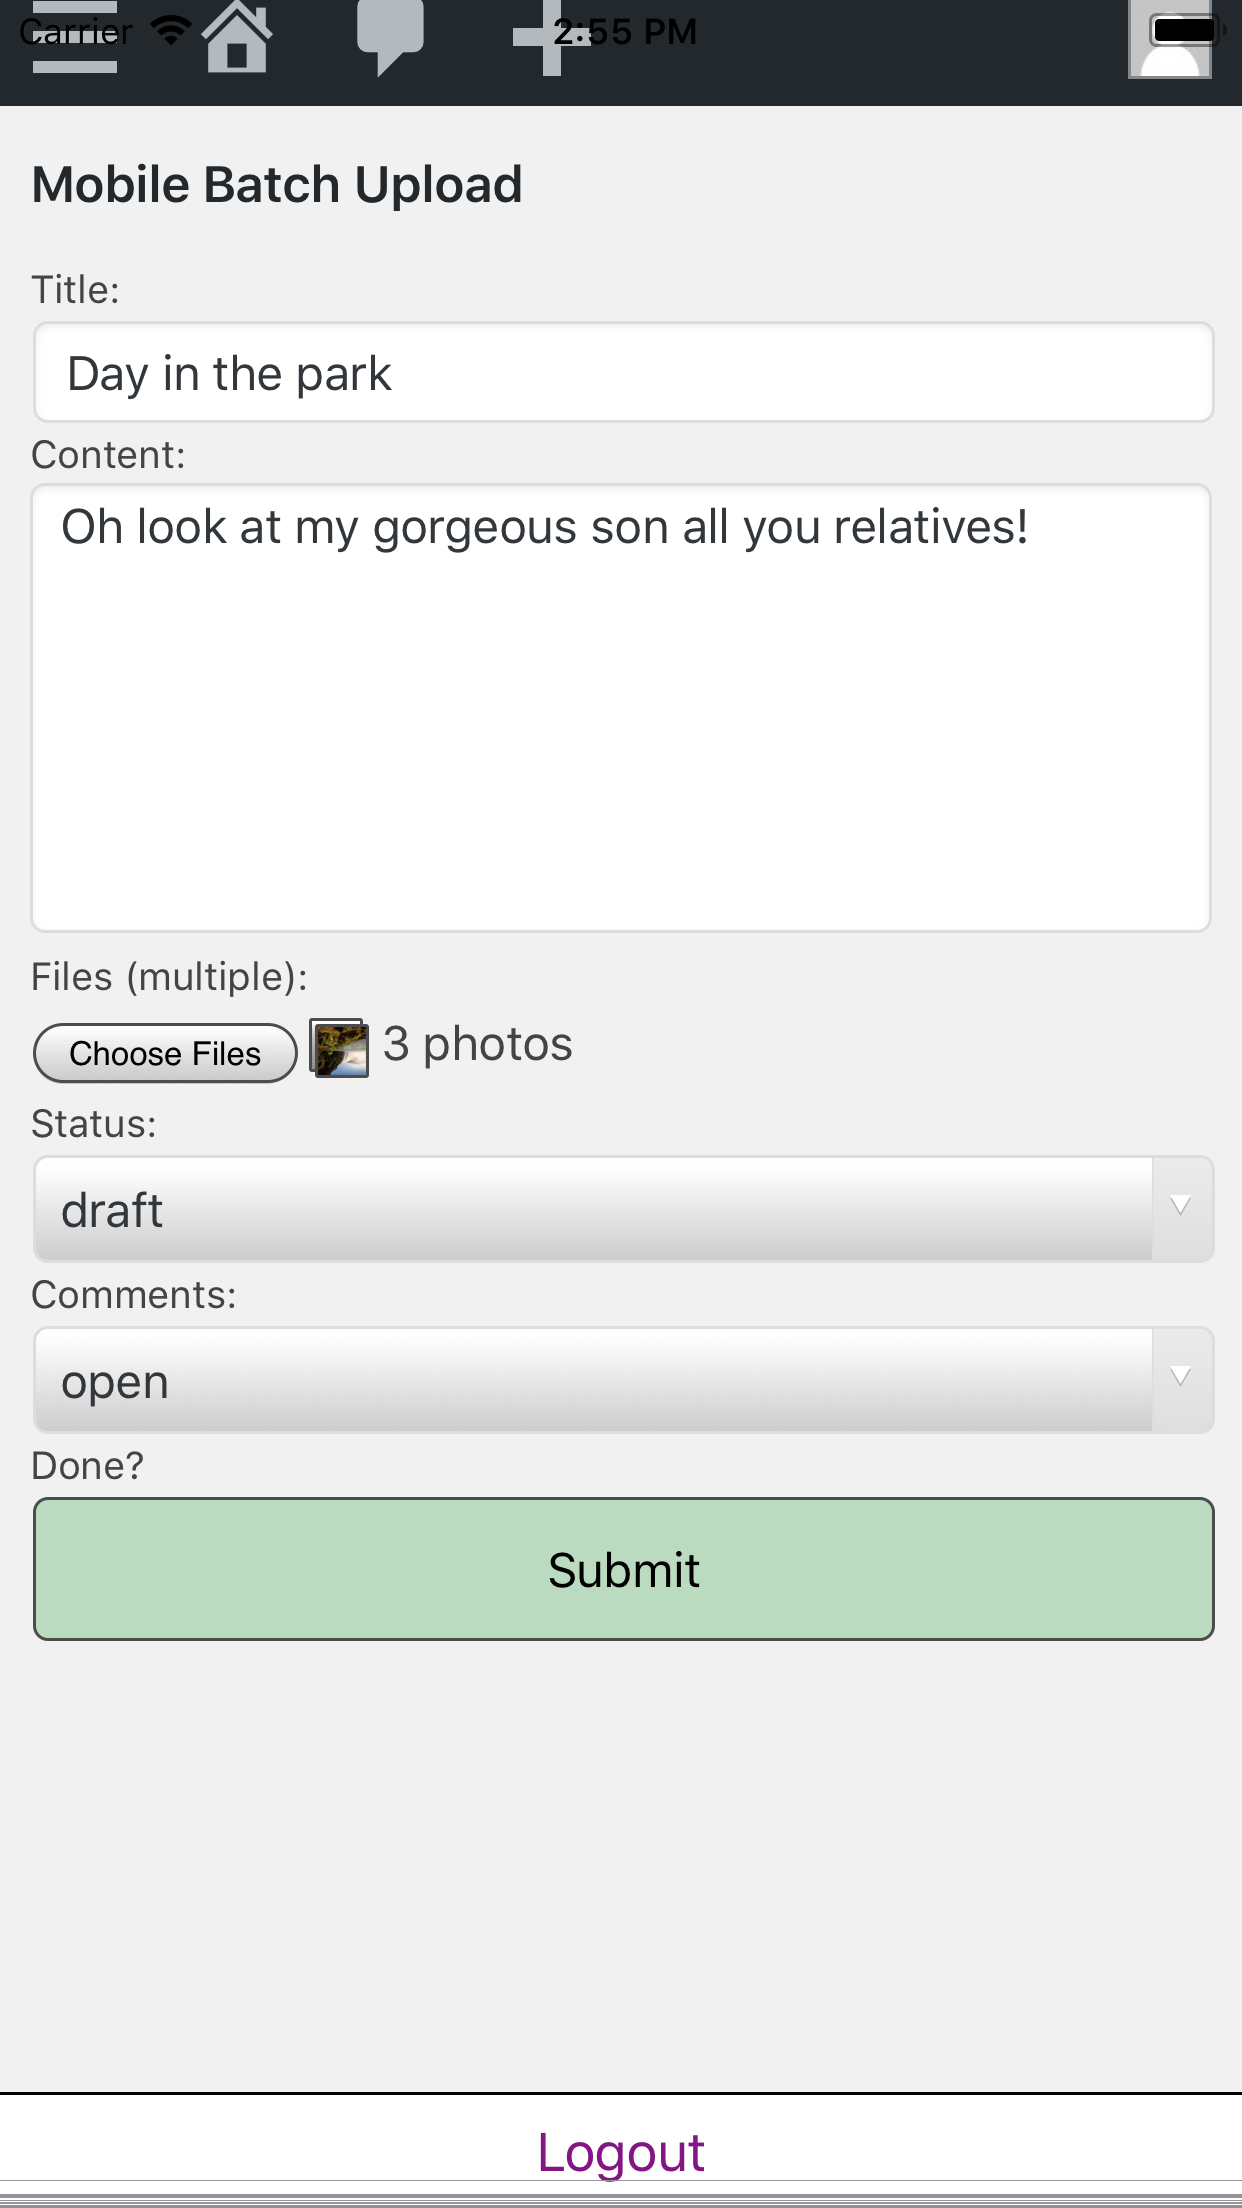 Carrier 2:55 PM
Mobile Batch Upload
Title:
Day in the park
Content:
Oh look at my gorgeous son all you relatives!
Files (multiple):
Choose Files 3 photos
Status:
draft
Comments:
open
Done?
Submit
Logout